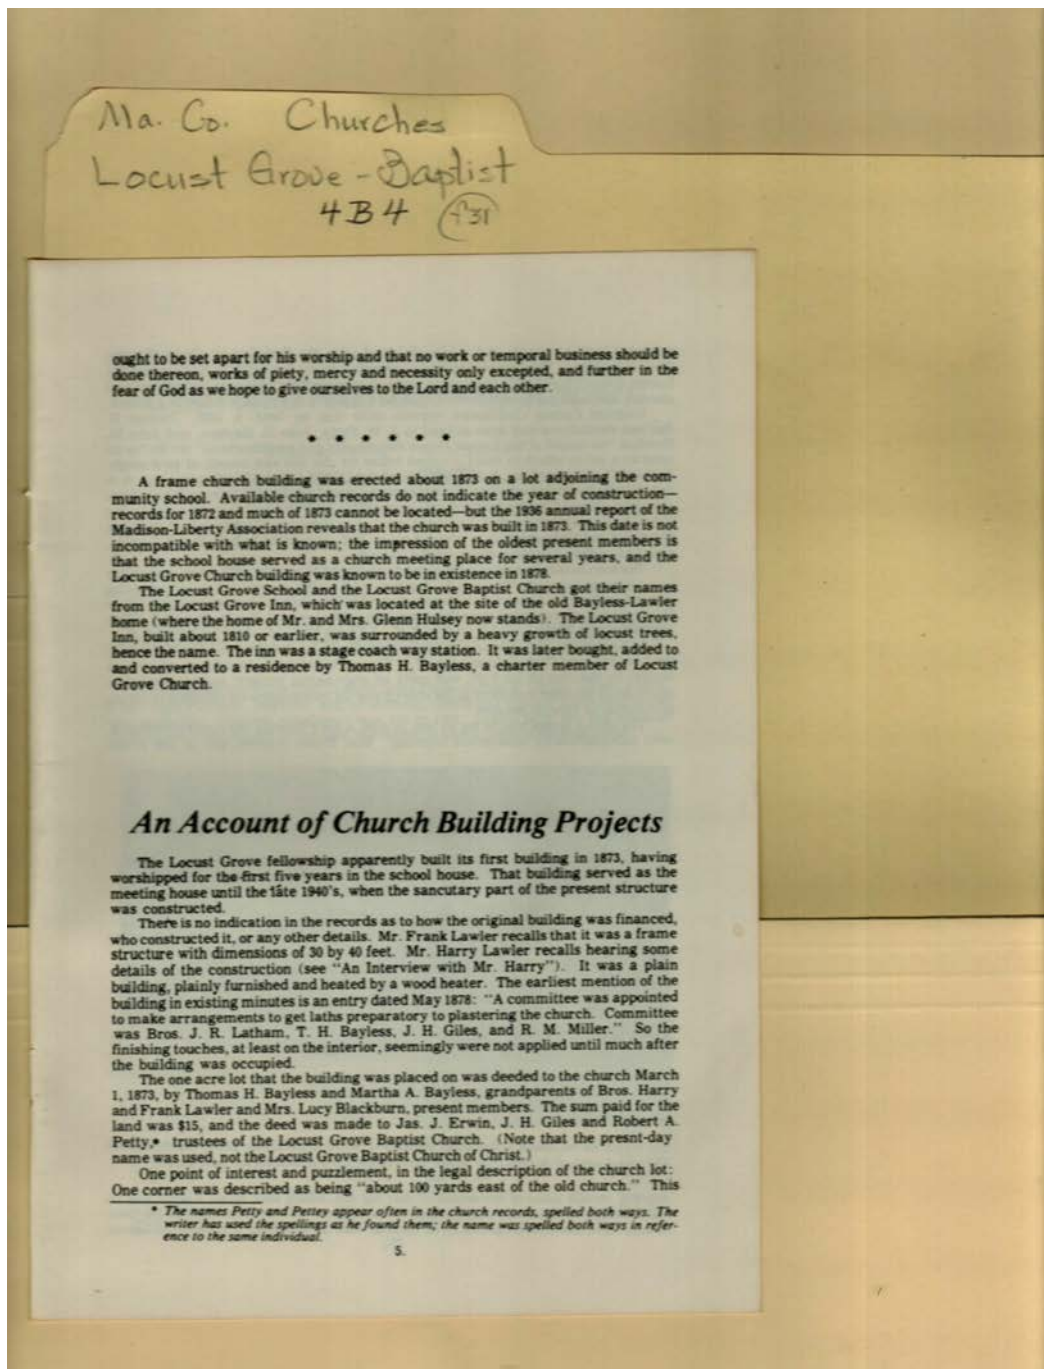 Ma. Co. Churches
Locust Grove - Baptist
4B4 f31
ought to be set apart for his worship and that no work or temporal business should be
done thereon, works of piety, mercy and necessity only excepted, and further in the
fear of God as we hope to give ourselves to the Lord and each other.
• • • • • •
A frame church building was erected about 1873 on a lot adjoining the com-
munity school. Available church records do not indicate the year of construction—
records for 1872 and much of 1873 cannot be located—but the 1936 annual report of the
Madison-Liberty Association reveals that the church was built in 1873. This date is not
incompatible with what is known; the impression of the oldest present members is
that the school house served as a church meeting place for several years, and the
Locust Grove Church building was known to be in existence in 1878.
The Locust Grove School and the Locust Grove Baptist Church got their names
from the Locust Grove Inn, which was located at the site of the old Bayless-Lawler
home (where the home of Mr. and Mrs. Glenn Hulsey now stands). The Locust Grove
Inn, built about 1810 or earlier, was surrounded by a heavy growth of locust trees,
hence the name. The inn was a stage coach way station. It was later bought, added to
and converted to a residence by Thomas H. Bayless, a charter member of Locust
Grove Church.
An Account of Church Building Projects
The Locust Grove fellowship apparently built its first building in 1873, having
worshipped for the first five years in the school house. That building served as the
meeting house until the late 1940's, when the sancutary part of the present structure
was constructed.
There is no indication in the records as to how the original building was financed,
who constructed it, or any other details. Mr. Frank Lawler recalls that it was a frame
structure with dimensions of 30 by 40 feet. Mr. Harry Lawler recalls hearing some
details of the construction (see "An Interview with Mr. Harry"). It was a plain
building, plainly furnished and heated by a wood heater. The earliest mention of the
building in existing minutes is an entry dated May 1878: "A committee was appointed
to make arrangements to get laths preparatory to plastering the church. Committee
was Bros. J. R. Latham, T. H. Bayless, J. H. Giles, and R. M. Miller." So the
finishing touches, at least on the interior, seemingly were not applied until much after
the building was occupied.
The one acre lot that the building was placed on was deeded to the church March
1, 1873, by Thomas H. Bayless and Martha A. Bayless, grandparents of Bros. Harry
and Frank Lawler and Mrs. Lucy Blackburn, present members. The sum paid for the
land was $15, and the deed was made to Jas. J. Erwin, J. H. Giles and Robert A.
Petty,* trustees of the Locust Grove Baptist Church. (Note that the presnt-day
name was used, not the Locust Grove Baptist Church of Christ.)
One point of interest and puzzlement, in the legal description of the church lot:
One corner was described as being "about 100 yards east of the old church." This
* The names Petty and Pettey appear often in the church records, spelled both ways. The
writer has used the spellings as he found them; the name was spelled both ways in refer-
ence to the same individual.
5.